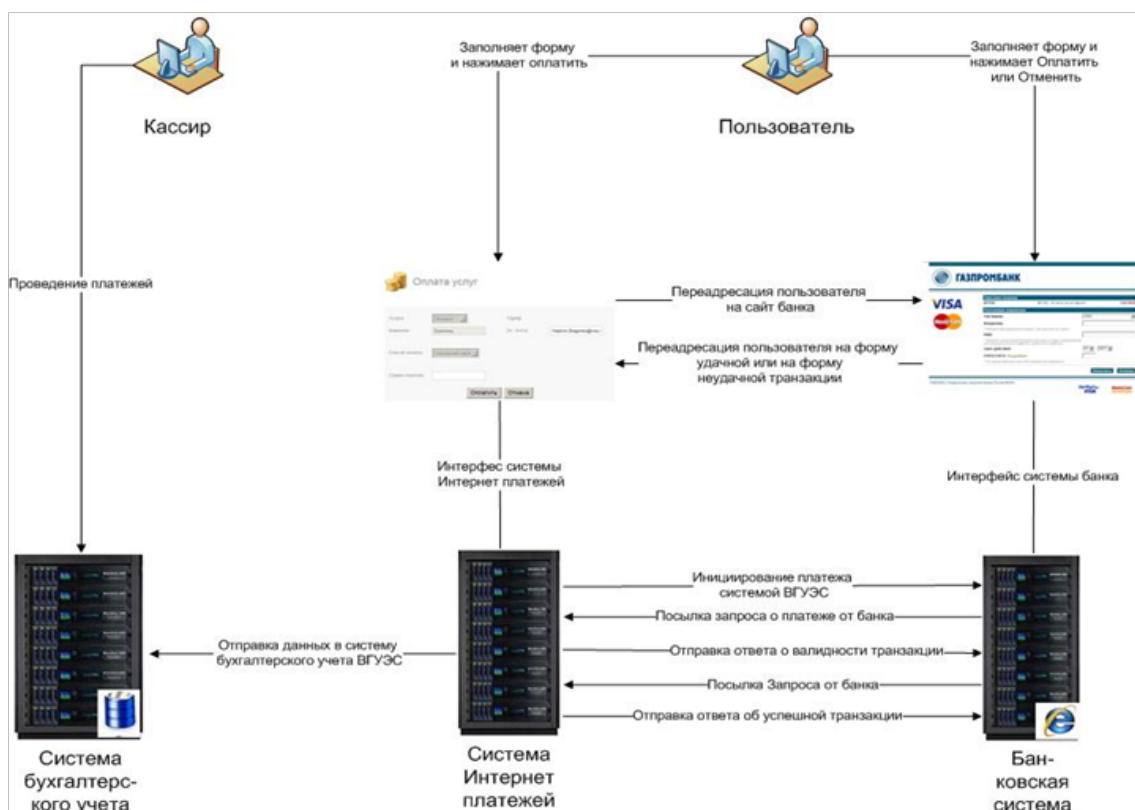 Заполняет форму
и нажимает оплатить
Заполняет форму и
нажимает Оплатить
или Отменить
Кассир
Пользователь
Проведение платежей
Оплата услуг
Оплатить
Отмена
Переадресация пользователя
на сайт банка
Переадресация пользователя на форму
удачной или на форму
неудачной транзакции
ГАЗПРОМБАНК
VISA
MasterCard
Интерфес системы
Интернет платежей
Интерфейс системы банка
Инициирование платежа
системой ВГУЭС
Посылка запроса о платеже от банка
Отправка ответа о валидности транзакции
Посылка Запроса от банка
Отправка ответа об успешной транзакции
Отправка данных в систему
бухгалтерского учета ВГУЭС
Система
бухгалтерс-
кого учета
Система
Интернет
платежей
Бан-
ковская
система